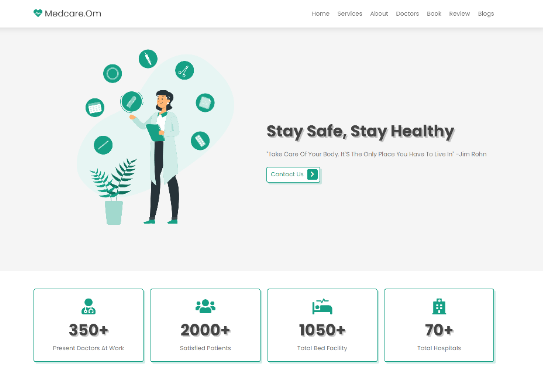 Medcare.Om
Home Services About Doctors Book Review Blogs
Stay Safe, Stay Healthy
"Take Care Of Your Body. It'S The Only Place You Have To Live In" -Jim Rohn
Contact Us
350+ 2000+ 1050+ 70+
Present Doctors At Work Satisfied Patients Total Bed Facility Total Hospitals